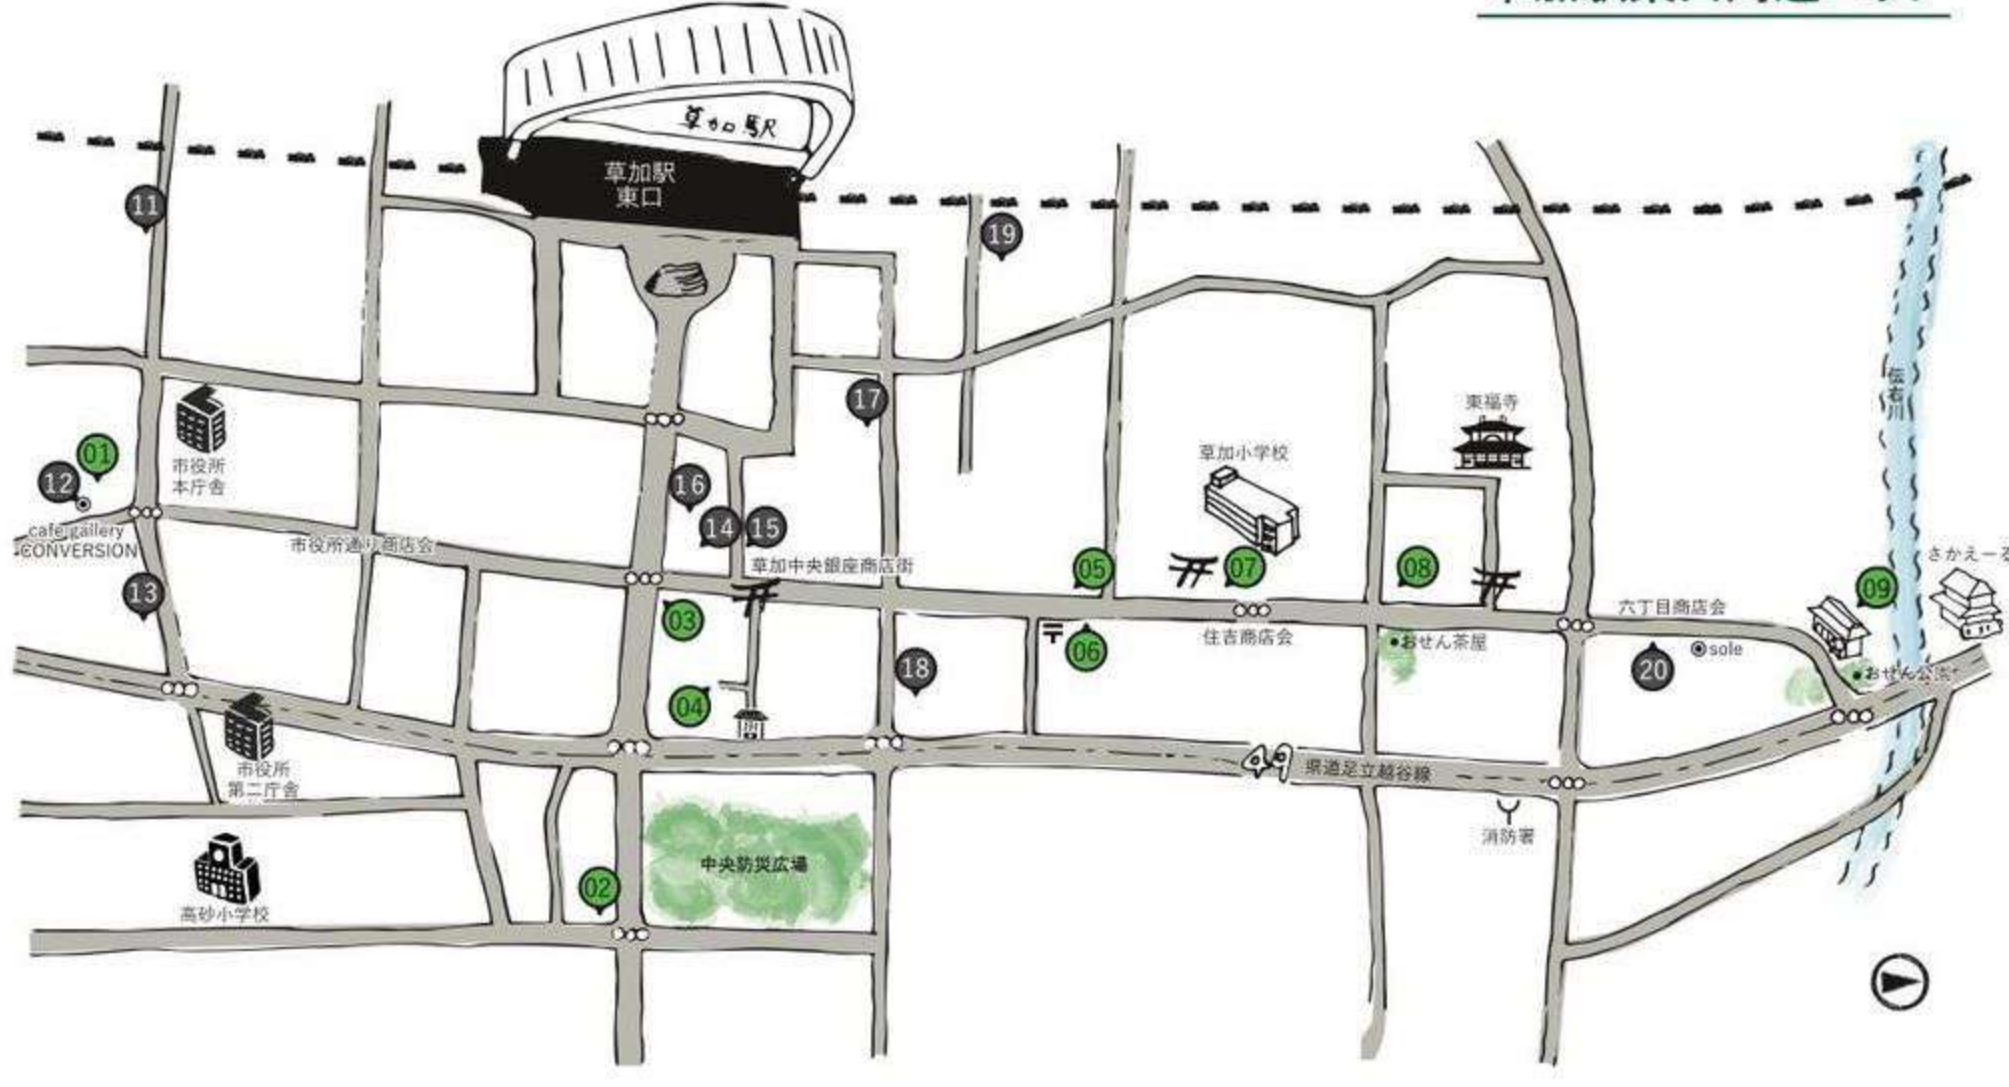 草加駅
草加駅
東口
11
19
17
01
12
cafe gallery
CONVERSION
市役所
本庁舎
16
14
15
市役所通り商店会
草加中央銀座商店街
13
03
04
18
05
06
〒
草加小学校
07
住吉商店会
東福寺
08
おせん茶屋
六丁目商店会
20
sole
伝右川
09
さかえーる
おせん公園
49
県道足立越谷線
消防署
市役所
第二庁舎
高砂小学校
02
中央防災広場